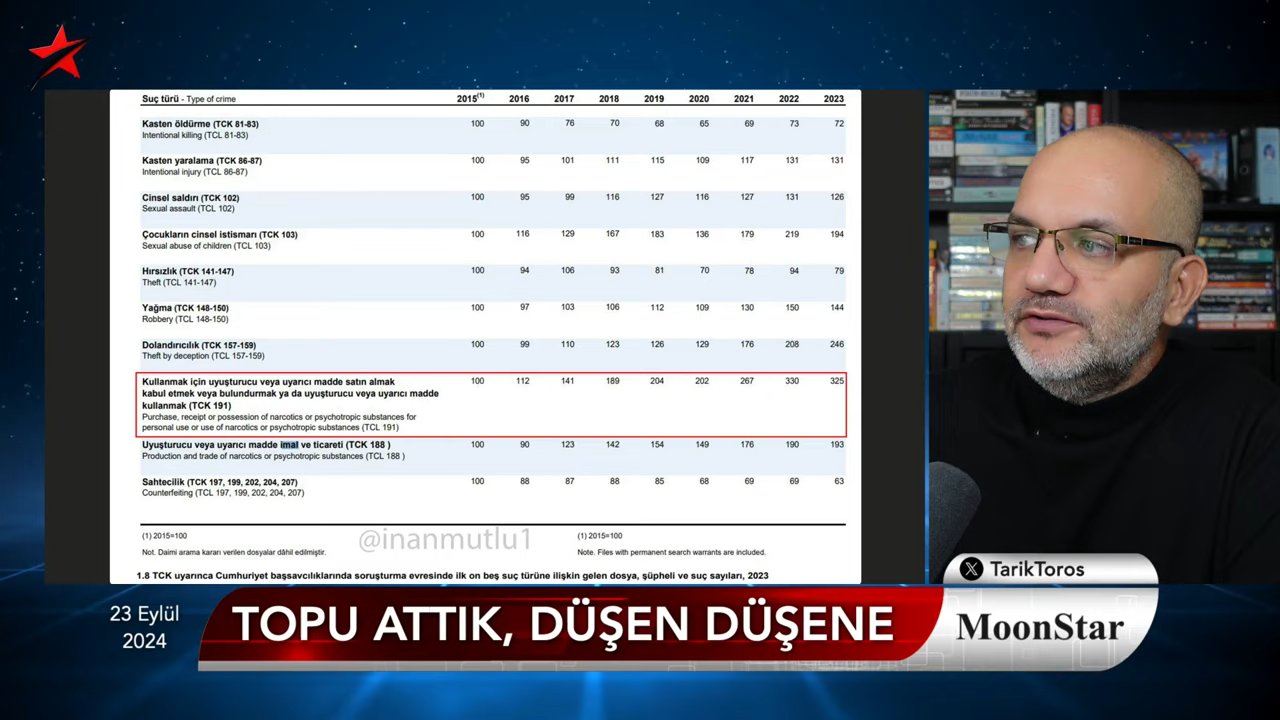 Suç türü - Type of crime 2015(1) 2016 2017 2018 2019 2020 2021 2022 2023
Kasten öldürme (TCK 81-83) 100 90 76 70 68 65 69 73 72
Intentional killing (TCL 81-83)
Kasten yaralama (TCK 86-87) 100 95 101 111 115 109 117 131 131
Intentional injury (TCL 86-87)
Cinsel saldırı (TCK 102) 100 95 99 116 127 116 127 131 126
Sexual assault (TCL 102)
Çocukların cinsel istismarı (TCK 103) 100 116 129 167 183 136 179 219 194
Sexual abuse of children (TCL 103)
Hırsızlık (TCK 141-147) 100 94 106 93 81 70 78 94 79
Theft (TCL 141-147)
Yağma (TCK 148-150) 100 97 103 106 112 109 130 150 144
Robbery (TCL 148-150)
Dolandırıcılık (TCK 157-159) 100 99 110 123 126 129 176 208 246
Theft by deception (TCL 157-159)
Kullanmak için uyuşturucu veya uyarıcı madde satın almak 100 112 141 189 204 202 267 330 325
kabul etmek veya bulundurmak ya da uyuşturucu veya uyarıcı madde
kullanmak (TCK 191)
Purchase, receipt or possession of narcotics or psychotropic substances for
personal use or use of narcotics or psychotropic substances (TCL 191)
Uyuşturucu veya uyarıcı madde imal ve ticareti (TCK 188 ) 100 90 123 142 154 149 176 190 193
Production and trade of narcotics or psychotropic substances (TCL 188 )
Sahtecilik (TCK 197, 199, 202, 204, 207) 100 88 87 88 85 68 69 69 63
Counterfeiting (TCL 197, 199, 202, 204, 207)
(1) 2015=100 (1) 2015=100
@inanmutlu1
Not. Daimi arama kararı verilen dosyalar dâhil edilmiştir. Note. Files with permanent search warrants are included.
1.8 TCK uyarınca Cumhuriyet başsavcılıklarında soruşturma evresinde ilk on beş suç türüne ilişkin gelen dosya, şüpheli ve suç sayıları, 2023
X TarikToros
23 Eylül
2024
TOPU ATTIK, DÜŞEN DÜŞENE
MoonStar